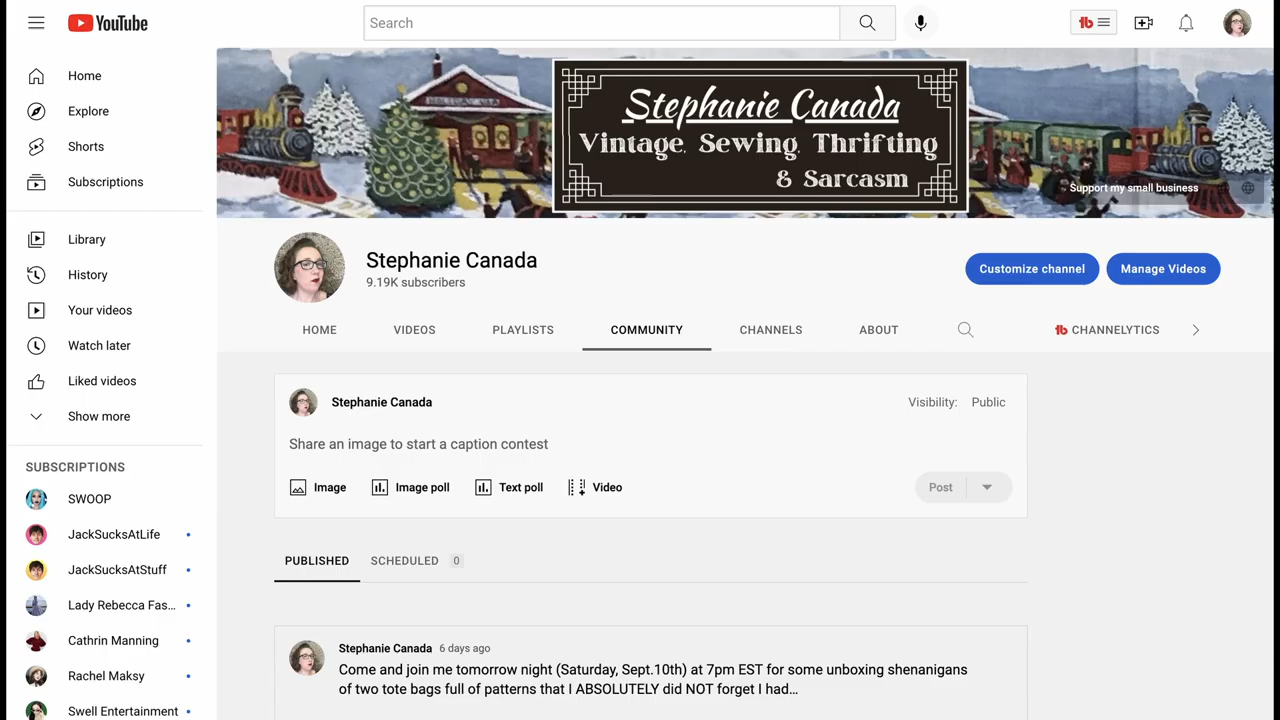 YouTube
Search
Home
Explore
Shorts
Subscriptions
Library
History
Your videos
Watch later
Liked videos
Show more
SUBSCRIPTIONS
SWOOP
JackSucksAtLife
JackSucksAtStuff
Lady Rebecca Fas...
Cathrin Manning
Rachel Maksy
Swell Entertainment
Stephanie Canada
Vintage, Sewing, Thrifting
& Sarcasm
Support my small business
Stephanie Canada
9.19K subscribers
Customize channel
Manage Videos
HOME VIDEOS PLAYLISTS COMMUNITY CHANNELS ABOUT tb CHANNELYTICS
Stephanie Canada
Visibility: Public
Share an image to start a caption contest
Image Image poll Text poll Video
Post
PUBLISHED SCHEDULED 0
Stephanie Canada 6 days ago
Come and join me tomorrow night (Saturday, Sept.10th) at 7pm EST for some unboxing shenanigans
of two tote bags full of patterns that I ABSOLUTELY did NOT forget I had...